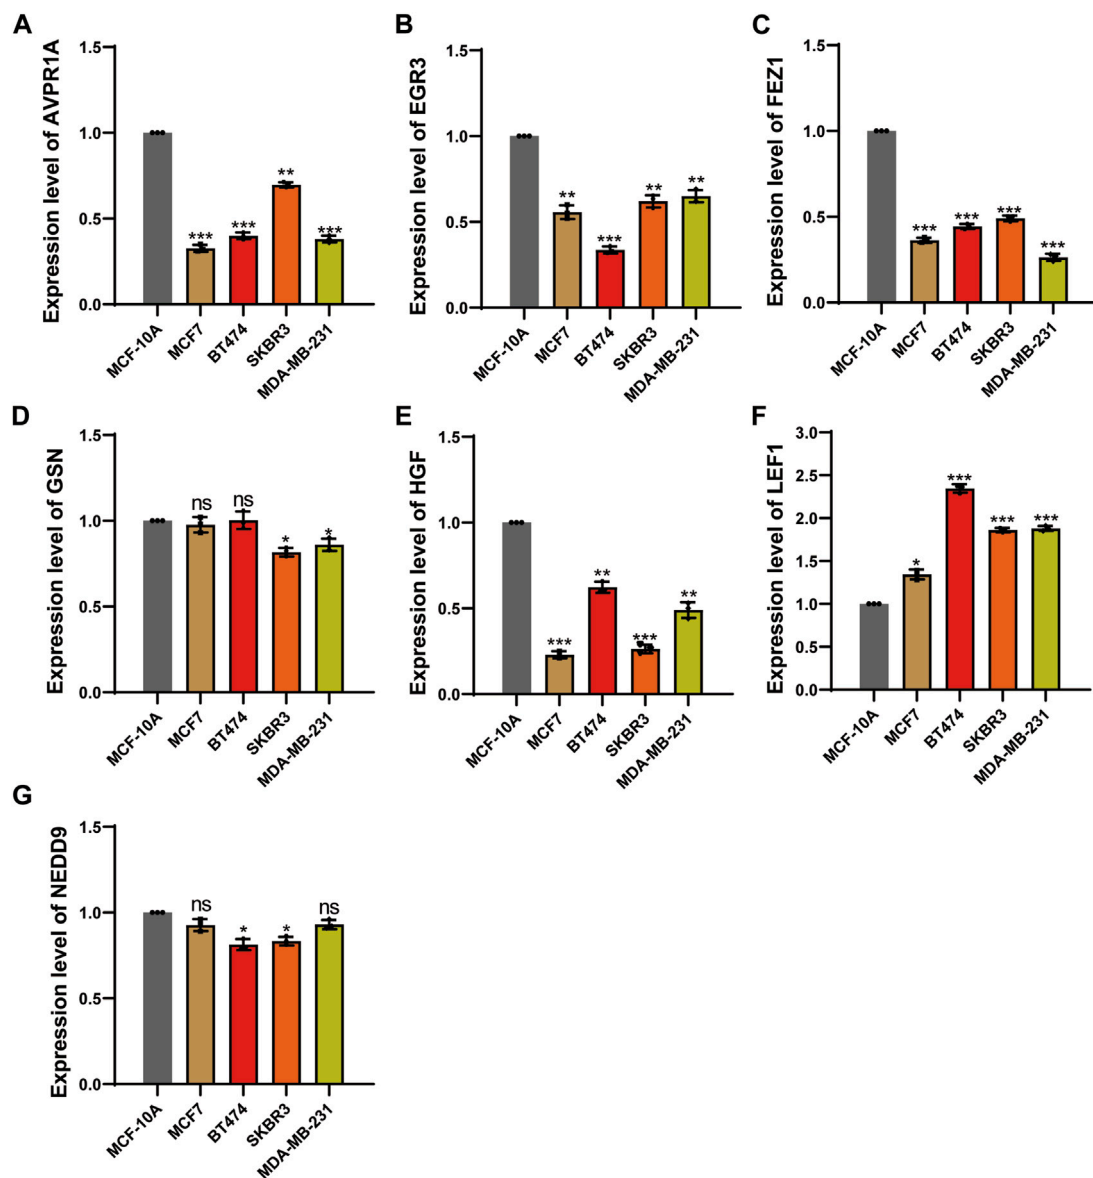 A
Expression level of AVPR1A
1.5
1.0
0.5
0.0
***
***
**
***
MCF-10A
MCF7
BT474
SKBR3
MDA-MB-231
B
Expression level of EGR3
1.5
1.0
0.5
0.0
**
***
**
**
MCF-10A
MCF7
BT474
SKBR3
MDA-MB-231
C
Expression level of FEZ1
1.5
1.0
0.5
0.0
***
***
***
***
MCF-10A
MCF7
BT474
SKBR3
MDA-MB-231
D
Expression level of GSN
1.5
1.0
0.5
0.0
ns
ns
*
*
MCF-10A
MCF7
BT474
SKBR3
MDA-MB-231
E
Expression level of HGF
1.5
1.0
0.5
0.0
***
**
***
**
MCF-10A
MCF7
BT474
SKBR3
MDA-MB-231
F
Expression level of LEF1
3.0
2.5
2.0
1.5
1.0
0.5
0.0
*
***
***
***
MCF-10A
MCF7
BT474
SKBR3
MDA-MB-231
G
Expression level of NEDD9
1.5
1.0
0.5
0.0
ns
*
*
ns
MCF-10A
MCF7
BT474
SKBR3
MDA-MB-231